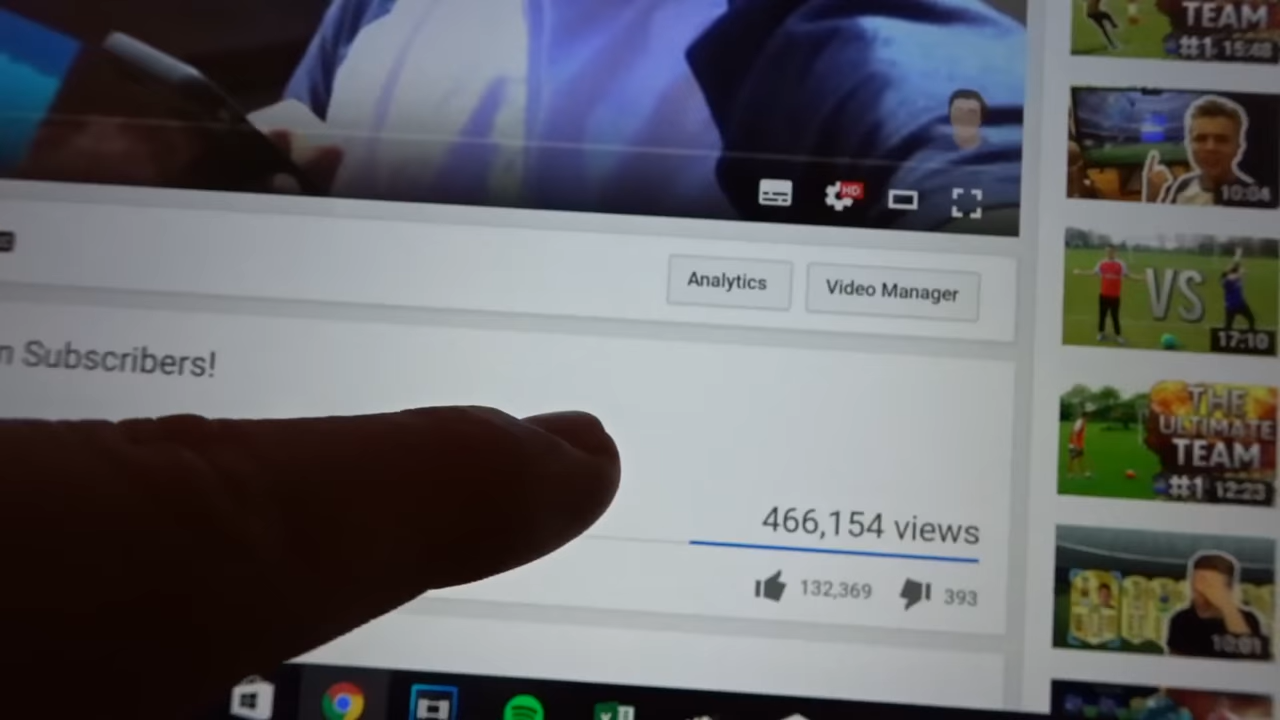 TEAM
#1 15:48
HD
10:04
Analytics
Video Manager
VS
17:10
n Subscribers!
THE
ULTIMATE
TEAM
#1 12:23
466,154 views
132,369
393
10:01